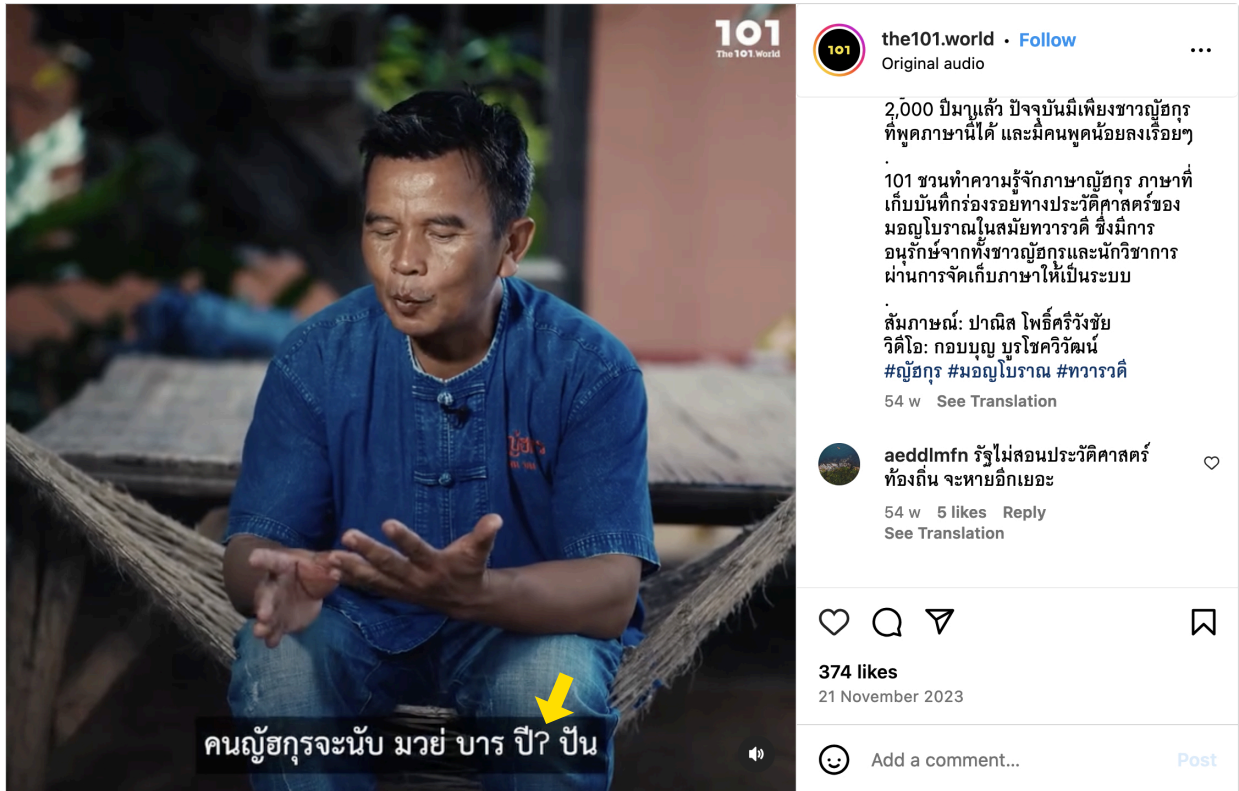 101
The 101.World
คนญัฮกุรจะนับ มวย่ บาร ปี? ปัน
101
the101.world • Follow
Original audio
2,000 ปีมาแล้ว ปัจจุบันมีเพียงชาวญัฮกุร
ที่พูดภาษานี้ได้ และมีคนพูดน้อยลงเรื่อยๆ
.
101 ชวนทำความรู้จักภาษาญัฮกุร ภาษาที่
เก็บบันทึกร่องรอยทางประวัติศาสตร์ของ
มอญโบราณในสมัยทวารวดี ซึ่งมีการ
อนุรักษ์จากทั้งชาวญัฮกุรและนักวิชาการ
ผ่านการจัดเก็บภาษาให้เป็นระบบ
.
สัมภาษณ์: ปาณิส โพธิ์ศรีวังชัย
วิดีโอ: กอบบุญ บูรโชควิวัฒน์
#ญัฮกุร #มอญโบราณ #ทวารวดี
54 w See Translation
aeddlmfn รัฐไม่สอนประวัติศาสตร์
ท้องถิ่น จะหายอีกเยอะ
54 w 5 likes Reply
See Translation
374 likes
21 November 2023
Add a comment...
Post